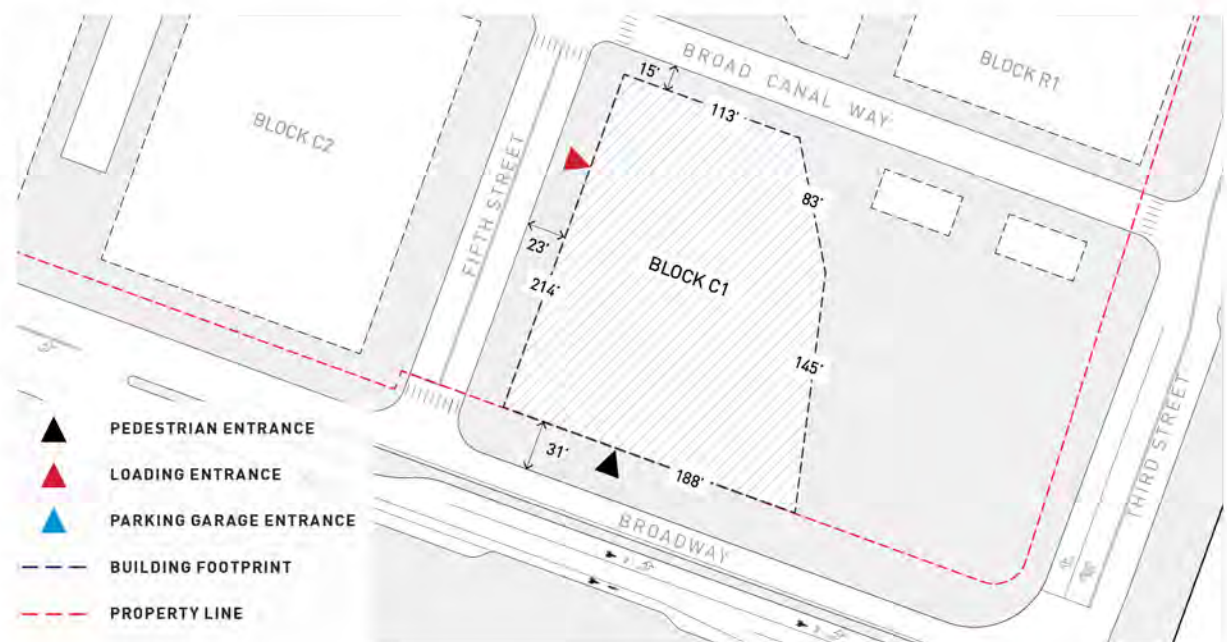 BROAD CANAL WAY
BLOCK R1
15'
113'
BLOCK C2
FIFTH STREET
83'
23'
BLOCK C1
214'
145'
THIRD STREET
31'
188'
BROADWAY
PEDESTRIAN ENTRANCE
LOADING ENTRANCE
PARKING GARAGE ENTRANCE
BUILDING FOOTPRINT
PROPERTY LINE